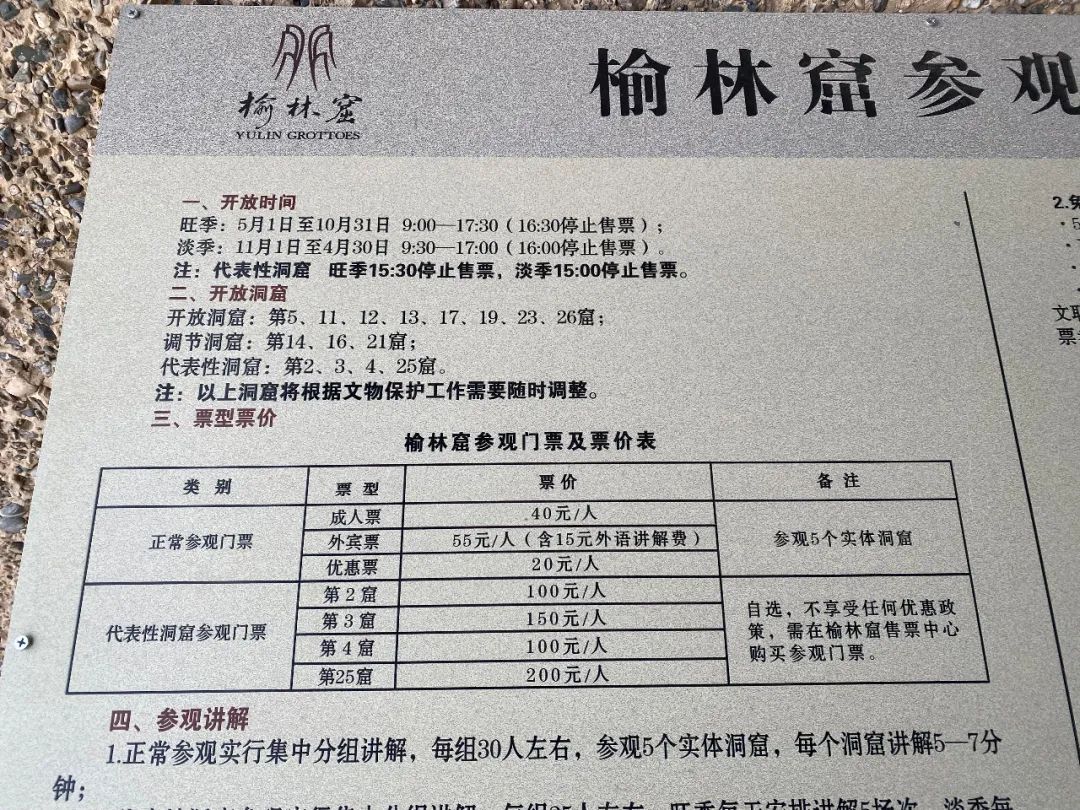 榆林窟
YULIN GROTTOES
榆林窟参观
一、开放时间
旺季：5月1日至10月31日 9:00—17:30（16:30停止售票）；
淡季：11月1日至4月30日 9:30—17:00（16:00停止售票）。
注：代表性洞窟 旺季15:30停止售票，淡季15:00停止售票。
二、开放洞窟
开放洞窟：第5、11、12、13、17、19、23、26窟；
调节洞窟：第14、16、21窟；
代表性洞窟：第2、3、4、25窟。
注：以上洞窟将根据文物保护工作需要随时调整。
三、票型票价
榆林窟参观门票及票价表
类 别 票 型 票 价 备 注
正常参观门票
成人票 40元/人
外宾票 55元/人（含15元外语讲解费）
优惠票 20元/人
参观5个实体洞窟
代表性洞窟参观门票
第2窟 100元/人
第3窟 150元/人
第4窟 100元/人
第25窟 200元/人
自选，不享受任何优惠政
策，需在榆林窟售票中心
购买参观门票。
四、参观讲解
1.正常参观实行集中分组讲解，每组30人左右，参观5个实体洞窟，每个洞窟讲解5—7分
钟；
2.免
文取
票